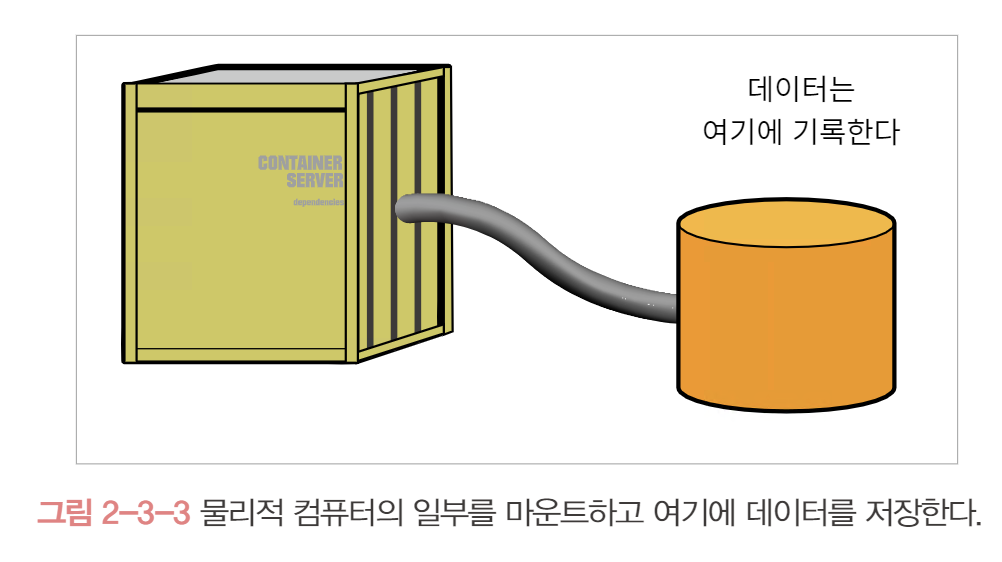 CONTAINER
SERVER
dependencies
데이터는
여기에 기록한다
그림 2-3-3 물리적 컴퓨터의 일부를 마운트하고 여기에 데이터를 저장한다.